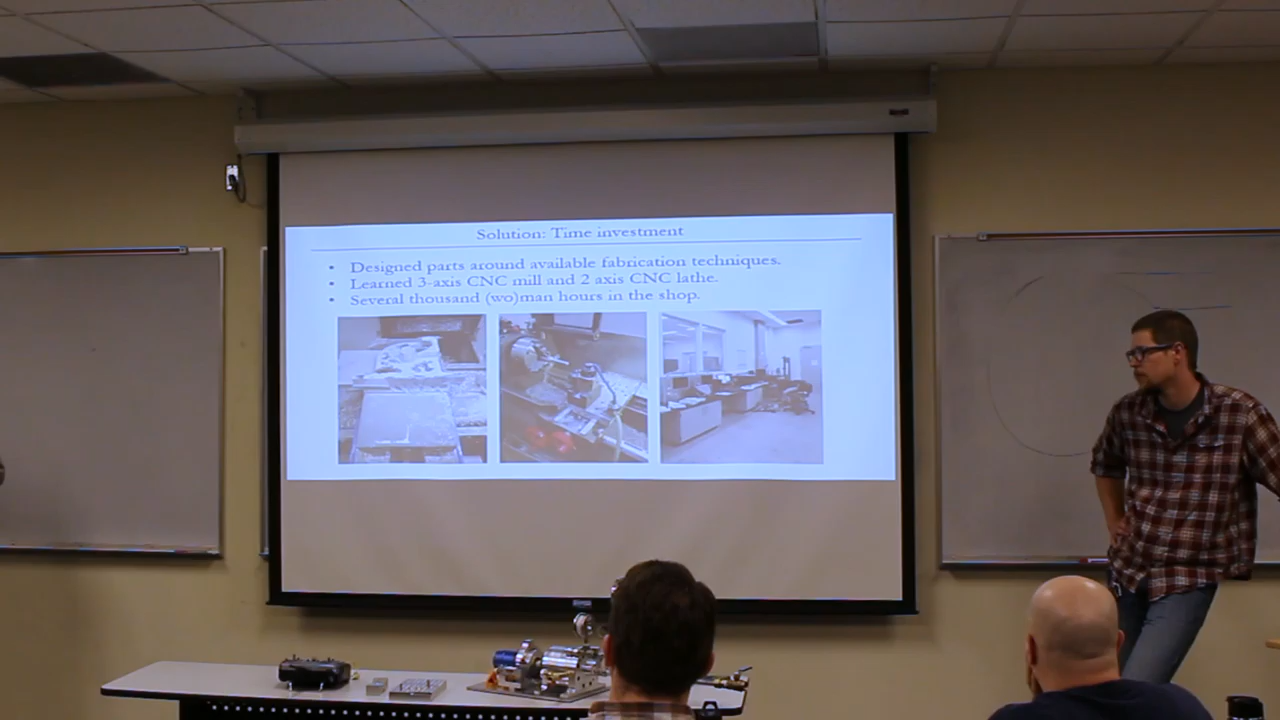 Solution: Time investment
• Designed parts around available fabrication techniques.
• Learned 3-axis CNC mill and 2 axis CNC lathe.
• Several thousand (wo)man hours in the shop.